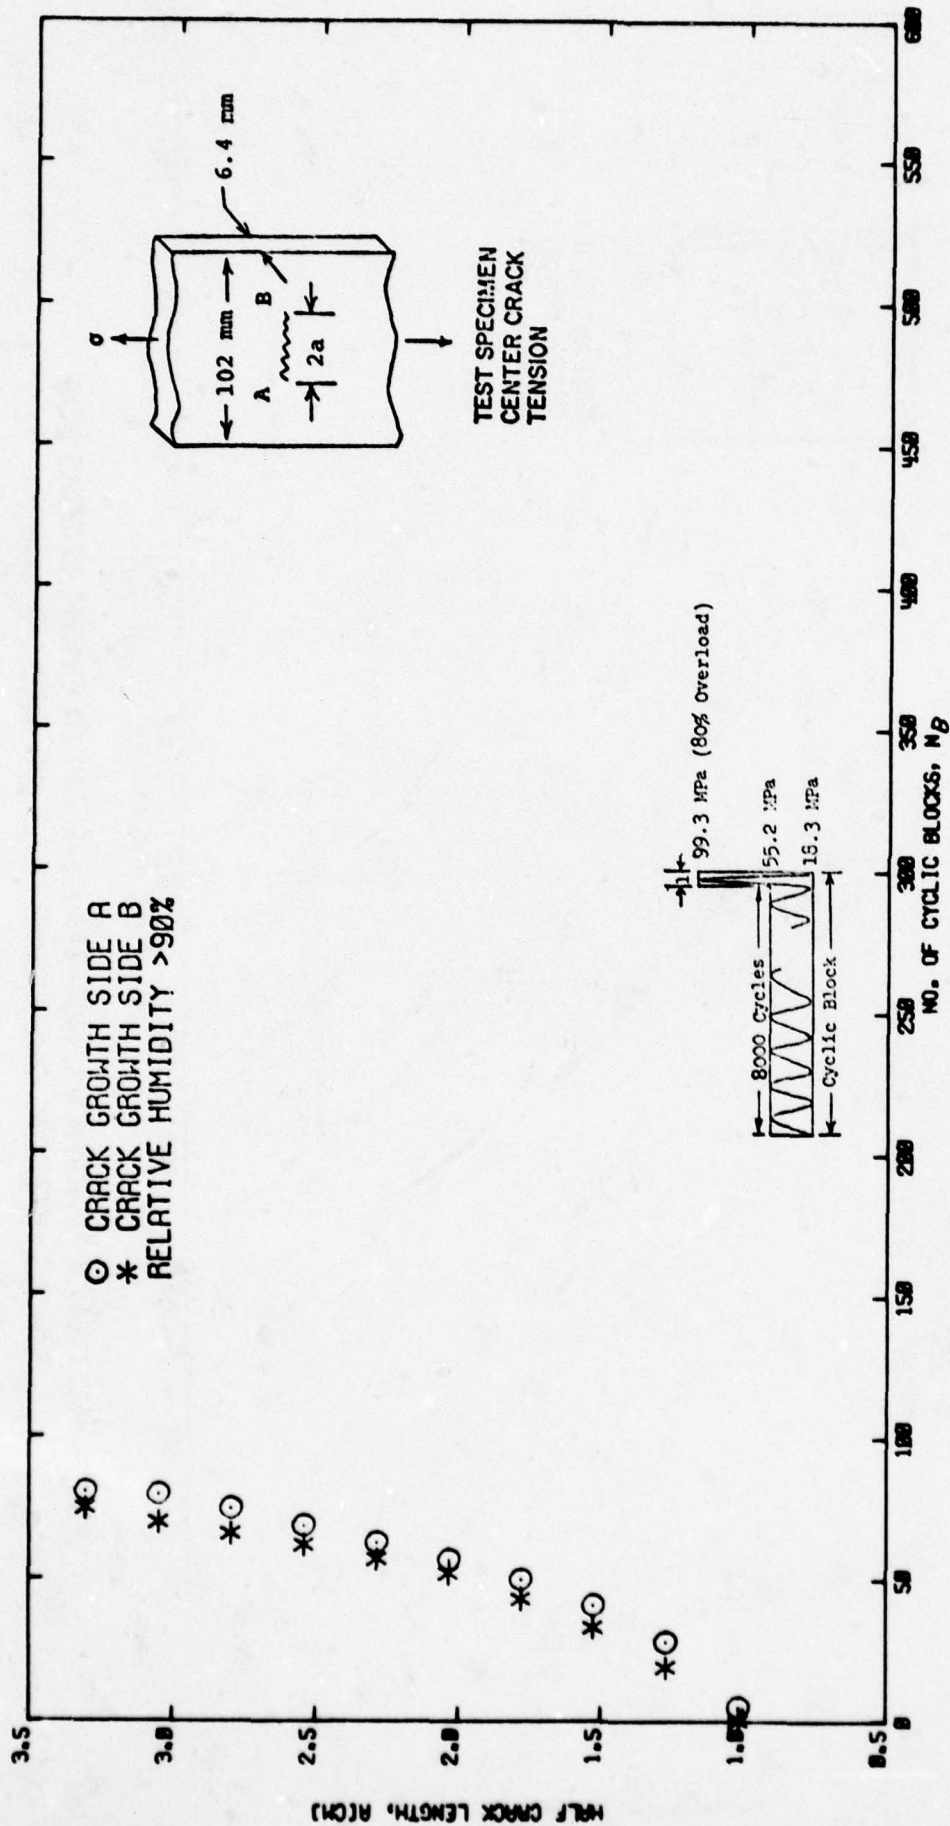 HALF CRACK LENGTH, A(CM)
3.5
3.0
2.5
2.0
1.5
1.0
0.5
⊙ CRACK GROWTH SIDE A
* CRACK GROWTH SIDE B
RELATIVE HUMIDITY >90%
σ
102 mm
6.4 mm
A
B
2a
TEST SPECIMEN
CENTER CRACK
TENSION
1
99.3 MPa (80% Overload)
8000 Cycles
55.2 MPa
Cyclic Block
0
50
100
150
200
250
300
350
400
450
500
550
600
NO. OF CYCLIC BLOCKS, NB